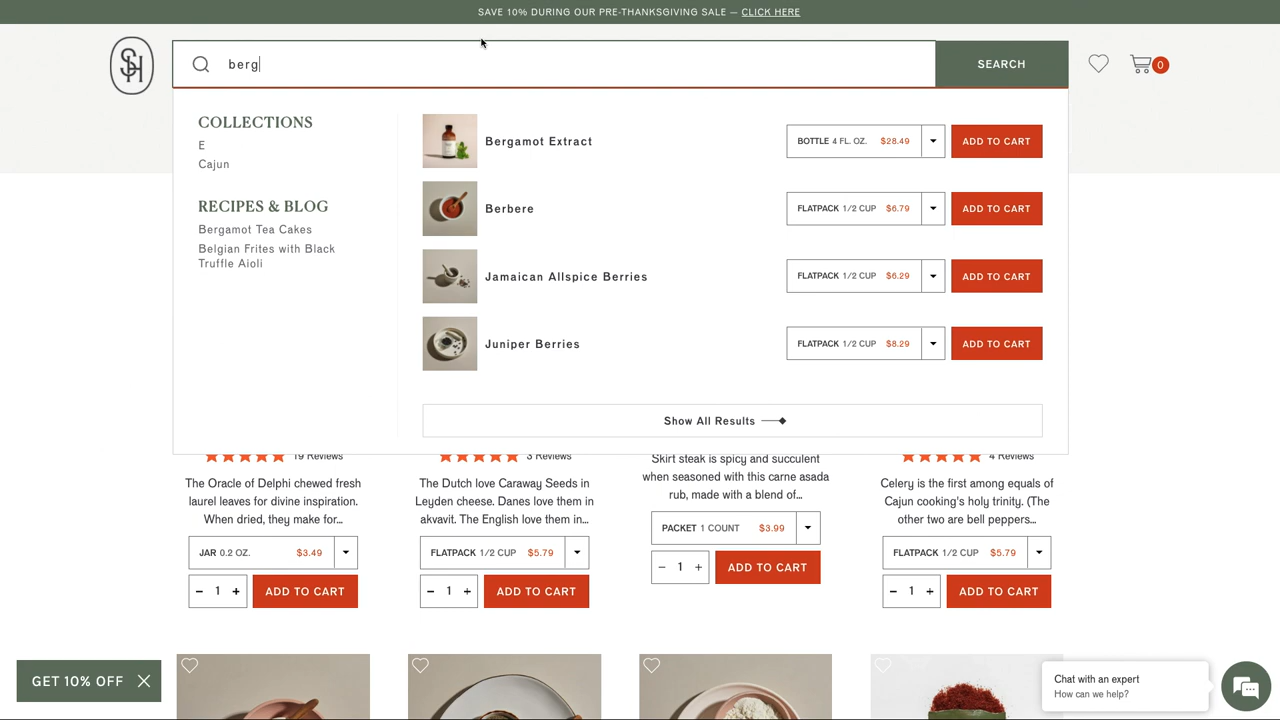 SAVE 10% DURING OUR PRE-THANKSGIVING SALE — CLICK HERE
SH
berg
SEARCH
0
COLLECTIONS
E
Cajun
RECIPES & BLOG
Bergamot Tea Cakes
Belgian Frites with Black
Truffle Aioli
Bergamot Extract
BOTTLE 4 FL. OZ. $28.49
ADD TO CART
Berbere
FLATPACK 1/2 CUP $6.79
ADD TO CART
Jamaican Allspice Berries
FLATPACK 1/2 CUP $6.29
ADD TO CART
Juniper Berries
FLATPACK 1/2 CUP $8.29
ADD TO CART
Show All Results
19 Reviews
The Oracle of Delphi chewed fresh
laurel leaves for divine inspiration.
When dried, they make for...
JAR 0.2 OZ. $3.49
− 1 +
ADD TO CART
3 Reviews
The Dutch love Caraway Seeds in
Leyden cheese. Danes love them in
akvavit. The English love them in...
FLATPACK 1/2 CUP $5.79
− 1 +
ADD TO CART
Skirt steak is spicy and succulent
when seasoned with this carne asada
rub, made with a blend of...
PACKET 1 COUNT $3.99
− 1 +
ADD TO CART
4 Reviews
Celery is the first among equals of
Cajun cooking's holy trinity. (The
other two are bell peppers...
FLATPACK 1/2 CUP $5.79
− 1 +
ADD TO CART
GET 10% OFF
Chat with an expert
How can we help?